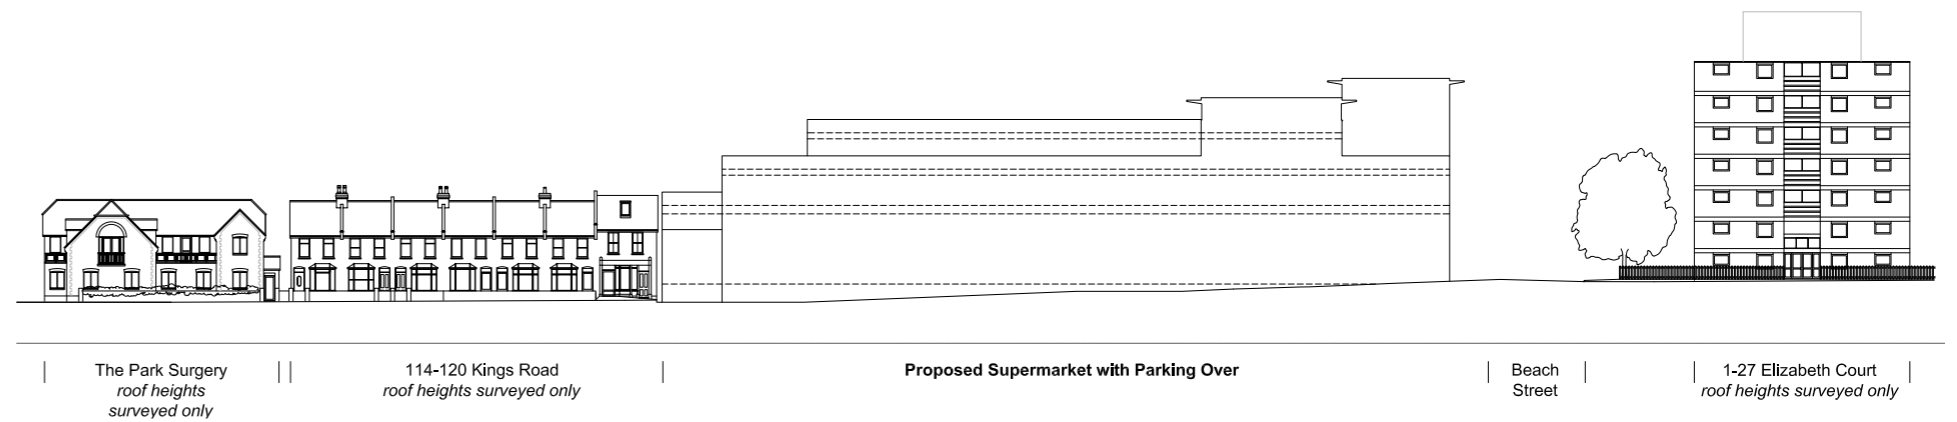 The Park Surgery
roof heights
surveyed only
114-120 Kings Road
roof heights surveyed only
Proposed Supermarket with Parking Over
Beach
Street
1-27 Elizabeth Court
roof heights surveyed only